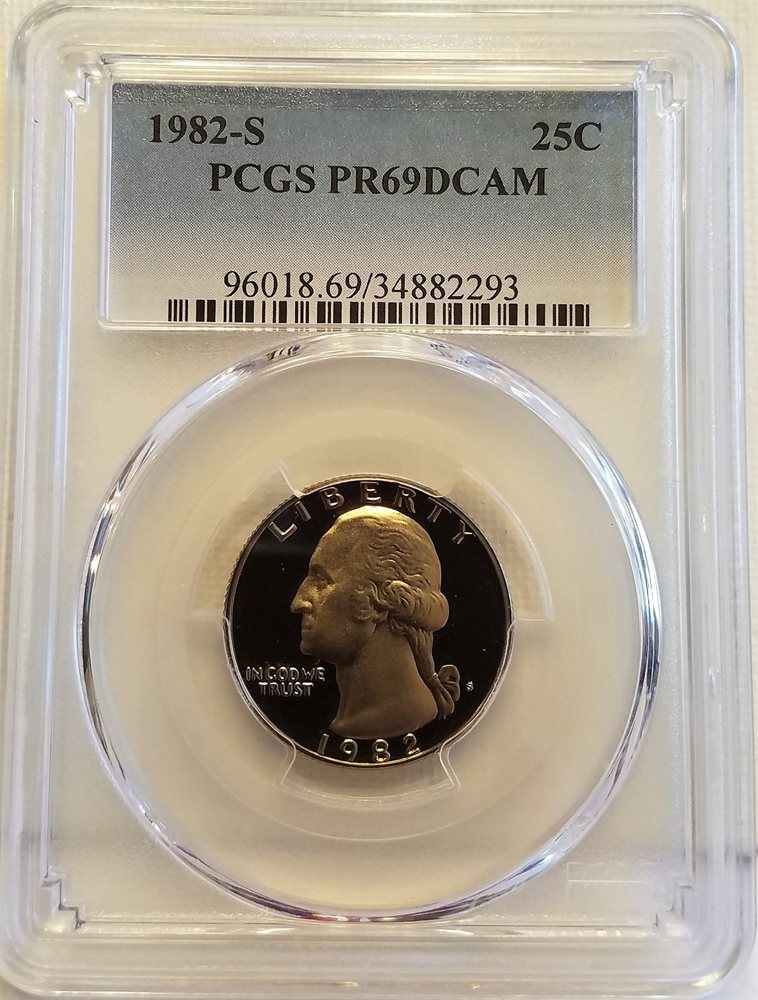 1982-S 25C
PCGS PR69DCAM
96018.69/34882293
LIBERTY
IN GOD WE
TRUST
S
1982